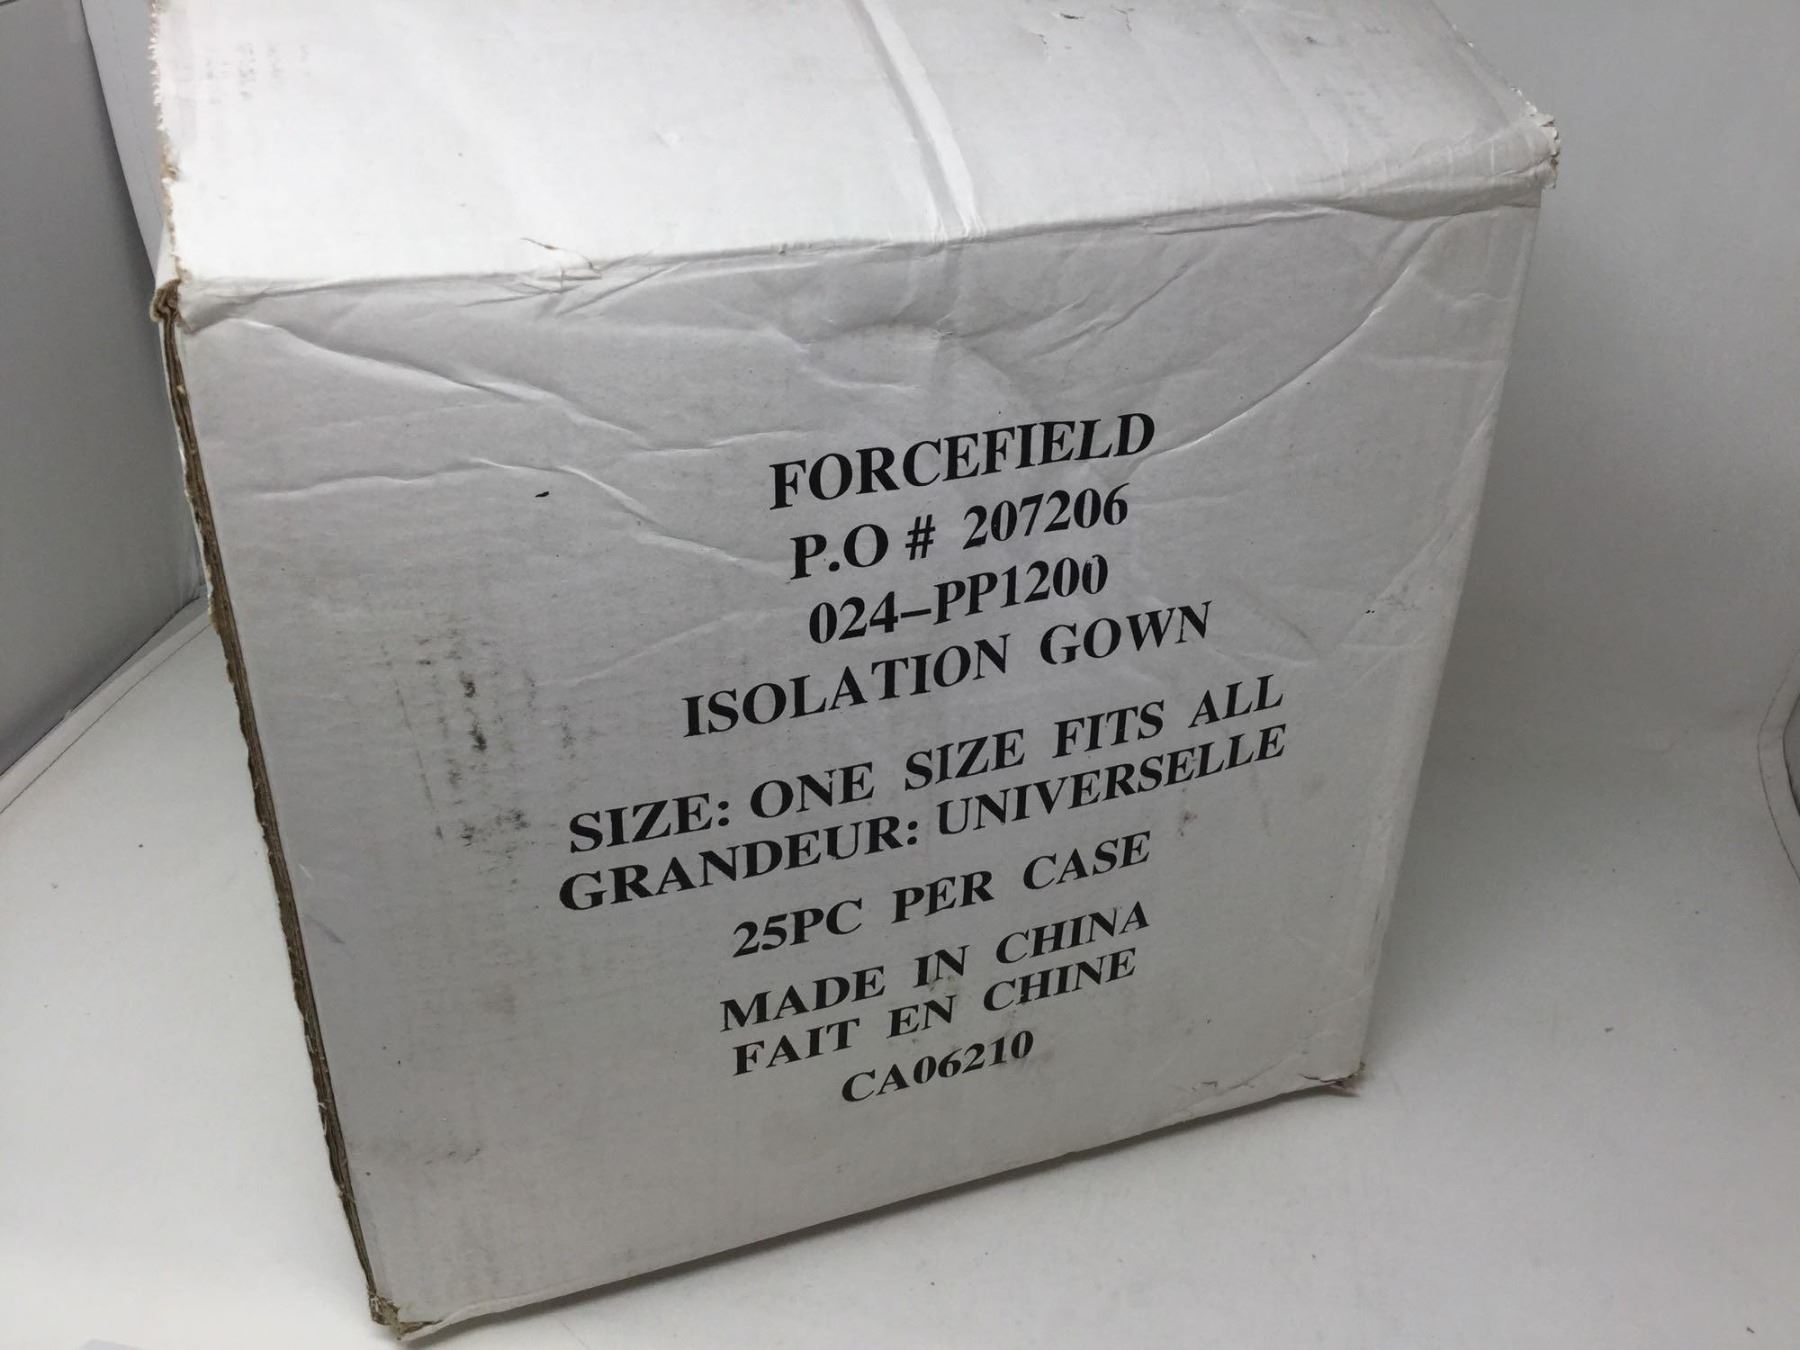 FORCEFIELD
P.O # 207206
024-PP1200
ISOLATION GOWN
SIZE: ONE SIZE FITS ALL
GRANDEUR: UNIVERSELLE
25PC PER CASE
MADE IN CHINA
FAIT EN CHINE
CA06210